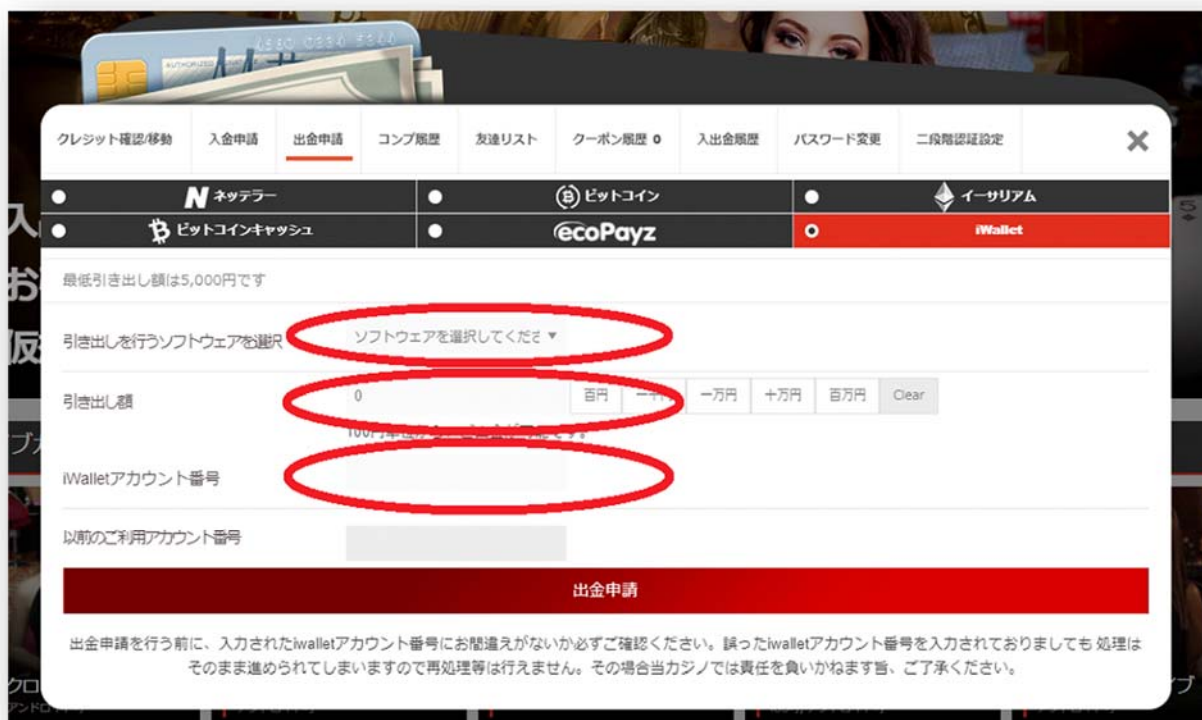 クレジット確認/移動 入金申請 出金申請 コンプ履歴 友達リスト クーポン履歴 0 入出金履歴 パスワード変更 二段階認証設定 ×
ネッテラー ビットコイン イーサリアム
ビットコインキャッシュ ecoPayz iWallet
最低引き出し額は5,000円です
引き出しを行うソフトウェアを選択 ソフトウェアを選択してくださ ▼
引き出し額 0 百円 一万円 十万円 百万円 Clear
iWalletアカウント番号
以前のご利用アカウント番号
出金申請
出金申請を行う前に、入力されたiwalletアカウント番号にお間違えがないか必ずご確認ください。誤ったiwalletアカウント番号を入力されておりましても 処理は
そのまま進められてしまいますので再処理等は行えません。その場合当カジノでは責任を負いかねます旨、ご了承ください。